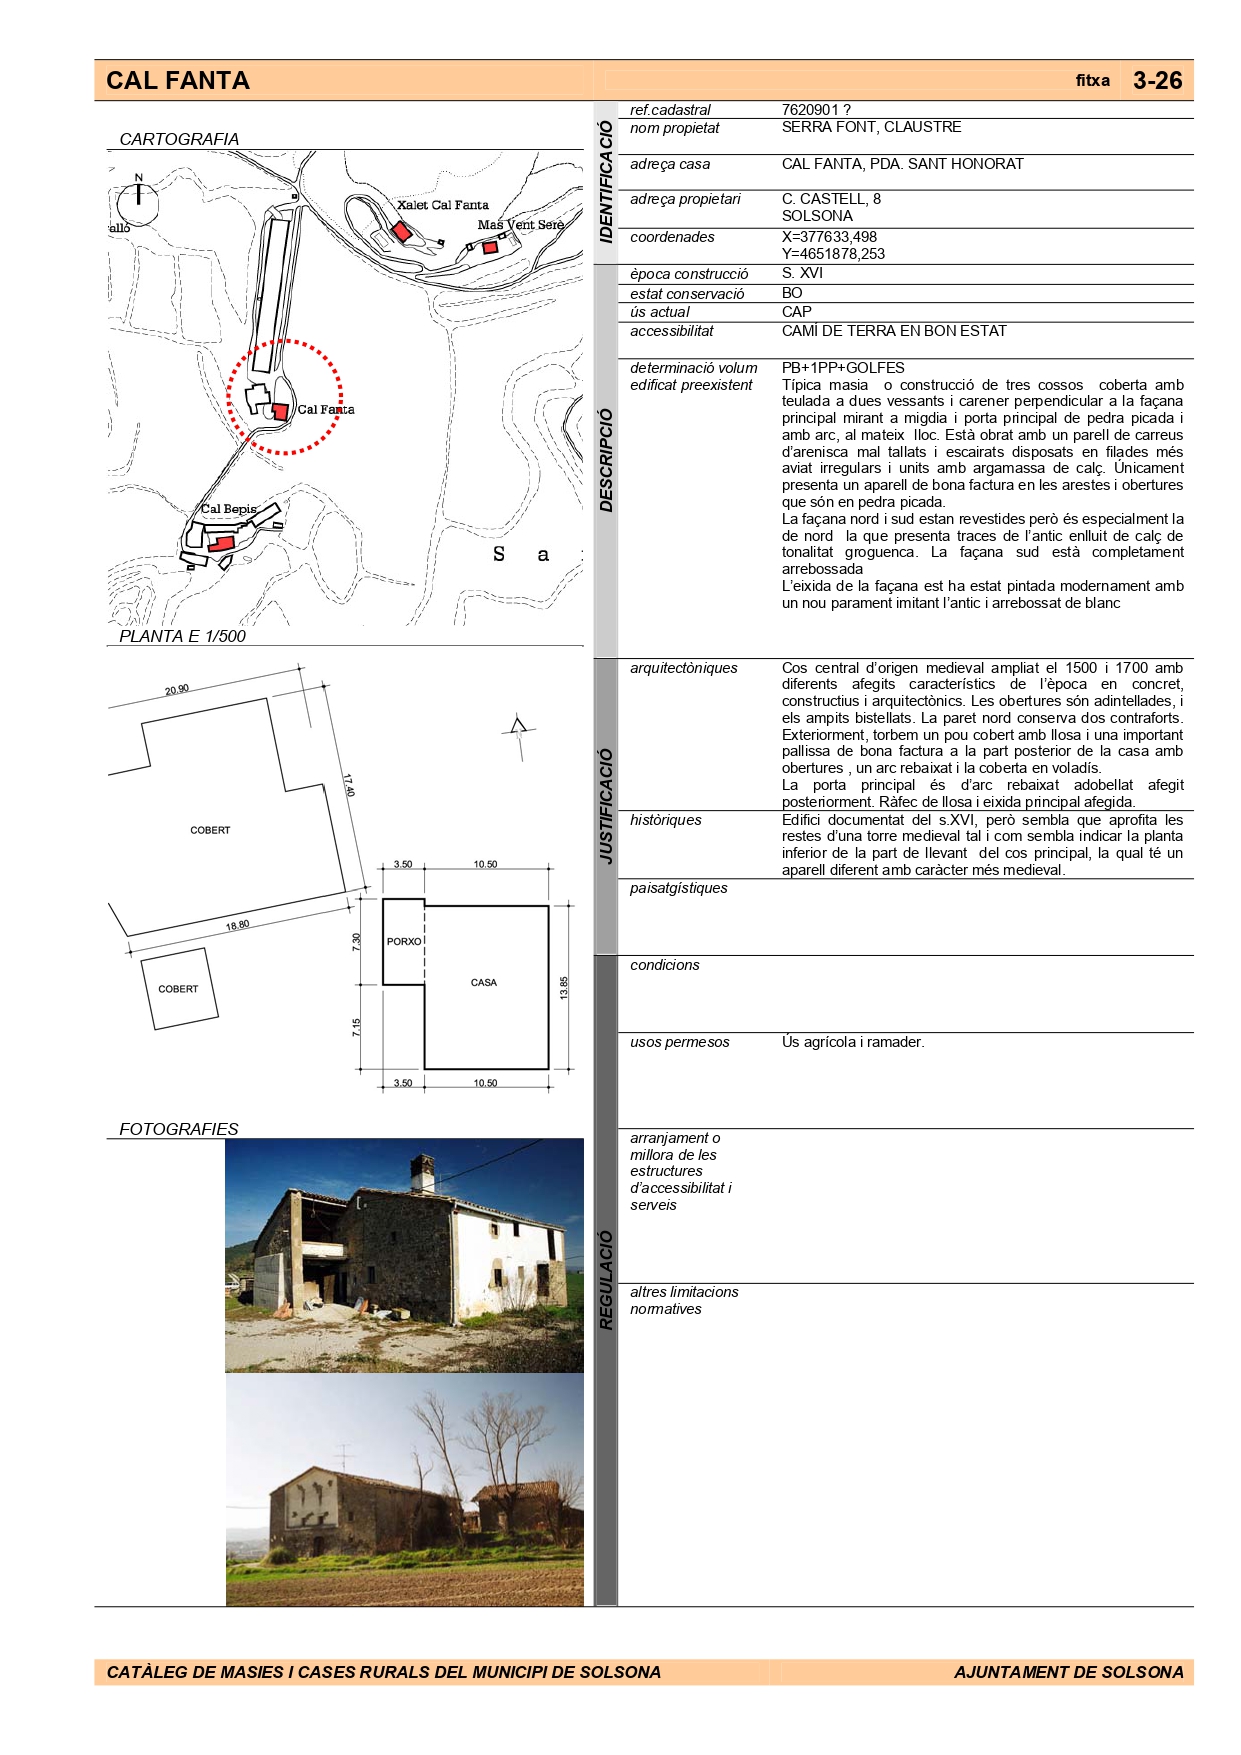 CAL FANTA
fitxa 3-26
CARTOGRAFIA
N
alló
Xalet Cal Fanta
Mas Vent Serè
Cal Fanta
Cal Bepis
S a
PLANTA E 1/500
20.90
17.40
COBERT
3.50 10.50
18.80
7.30
PORXO
COBERT
CASA
13.85
7.15
3.50 10.50
FOTOGRAFIES
IDENTIFICACIÓ
ref.cadastral 7620901 ?
nom propietat SERRA FONT, CLAUSTRE
adreça casa CAL FANTA, PDA. SANT HONORAT
adreça propietari C. CASTELL, 8
SOLSONA
coordenades X=377633,498
Y=4651878,253
DESCRIPCIÓ
època construcció S. XVI
estat conservació BO
ús actual CAP
accessibilitat CAMÍ DE TERRA EN BON ESTAT
determinació volum PB+1PP+GOLFES
edificat preexistent Típica masia o construcció de tres cossos coberta amb
teulada a dues vessants i carener perpendicular a la façana
principal mirant a migdia i porta principal de pedra picada i
amb arc, al mateix lloc. Està obrat amb un parell de carreus
d'arenisca mal tallats i escairats disposats en filades més
aviat irregulars i units amb argamassa de calç. Únicament
presenta un aparell de bona factura en les arestes i obertures
que són en pedra picada.
La façana nord i sud estan revestides però és especialment la
de nord la que presenta traces de l'antic enlluit de calç de
tonalitat groguenca. La façana sud està completament
arrebossada
L'eixida de la façana est ha estat pintada modernament amb
un nou parament imitant l'antic i arrebossat de blanc
JUSTIFICACIÓ
arquitectòniques Cos central d'origen medieval ampliat el 1500 i 1700 amb
diferents afegits característics de l'època en concret,
constructius i arquitectònics. Les obertures són adintellades, i
els ampits bistellats. La paret nord conserva dos contraforts.
Exteriorment, torbem un pou cobert amb llosa i una important
pallissa de bona factura a la part posterior de la casa amb
obertures , un arc rebaixat i la coberta en voladís.
La porta principal és d'arc rebaixat adobellat afegit
posteriorment. Ràfec de llosa i eixida principal afegida.
històriques Edifici documentat del s.XVI, però sembla que aprofita les
restes d'una torre medieval tal i com sembla indicar la planta
inferior de la part de llevant del cos principal, la qual té un
aparell diferent amb caràcter més medieval.
paisatgístiques
REGULACIÓ
condicions
usos permesos Ús agrícola i ramader.
arranjament o
millora de les
estructures
d'accessibilitat i
serveis
altres limitacions
normatives
CATÀLEG DE MASIES I CASES RURALS DEL MUNICIPI DE SOLSONA
AJUNTAMENT DE SOLSONA